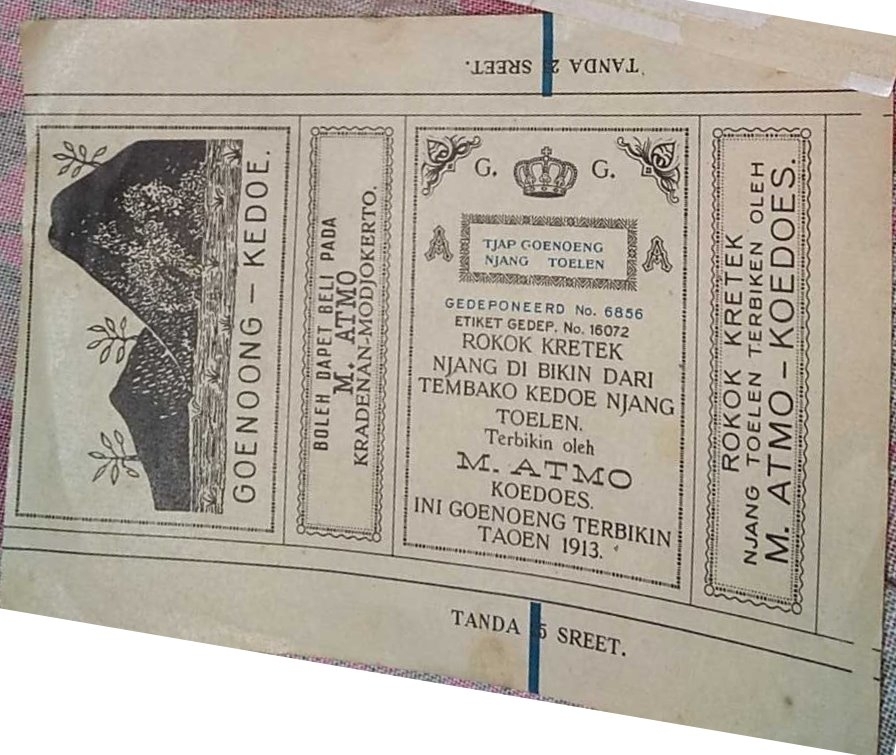 TANDA SREET.
GOENOONG – KEDOE.
BOLEH DAPET BELI PADA
M. ATMO
KRADENAN-MODJOKERTO.
G. G.
A A
TJAP GOENOENG
NJANG TOELEN
GEDEPONEERD No. 6856
ETIKET GEDEP. No. 16072
ROKOK KRETEK
NJANG DI BIKIN DARI
TEMBAKO KEDOE NJANG
TOELEN.
Terbikin oleh
M. ATMO
KOEDOES.
INI GOENOENG TERBIKIN
TAOEN 1913.
ROKOK KRETEK
NJANG TOELEN TERBIKEN OLEH
M. ATMO – KOEDOES.
TANDA SREET.